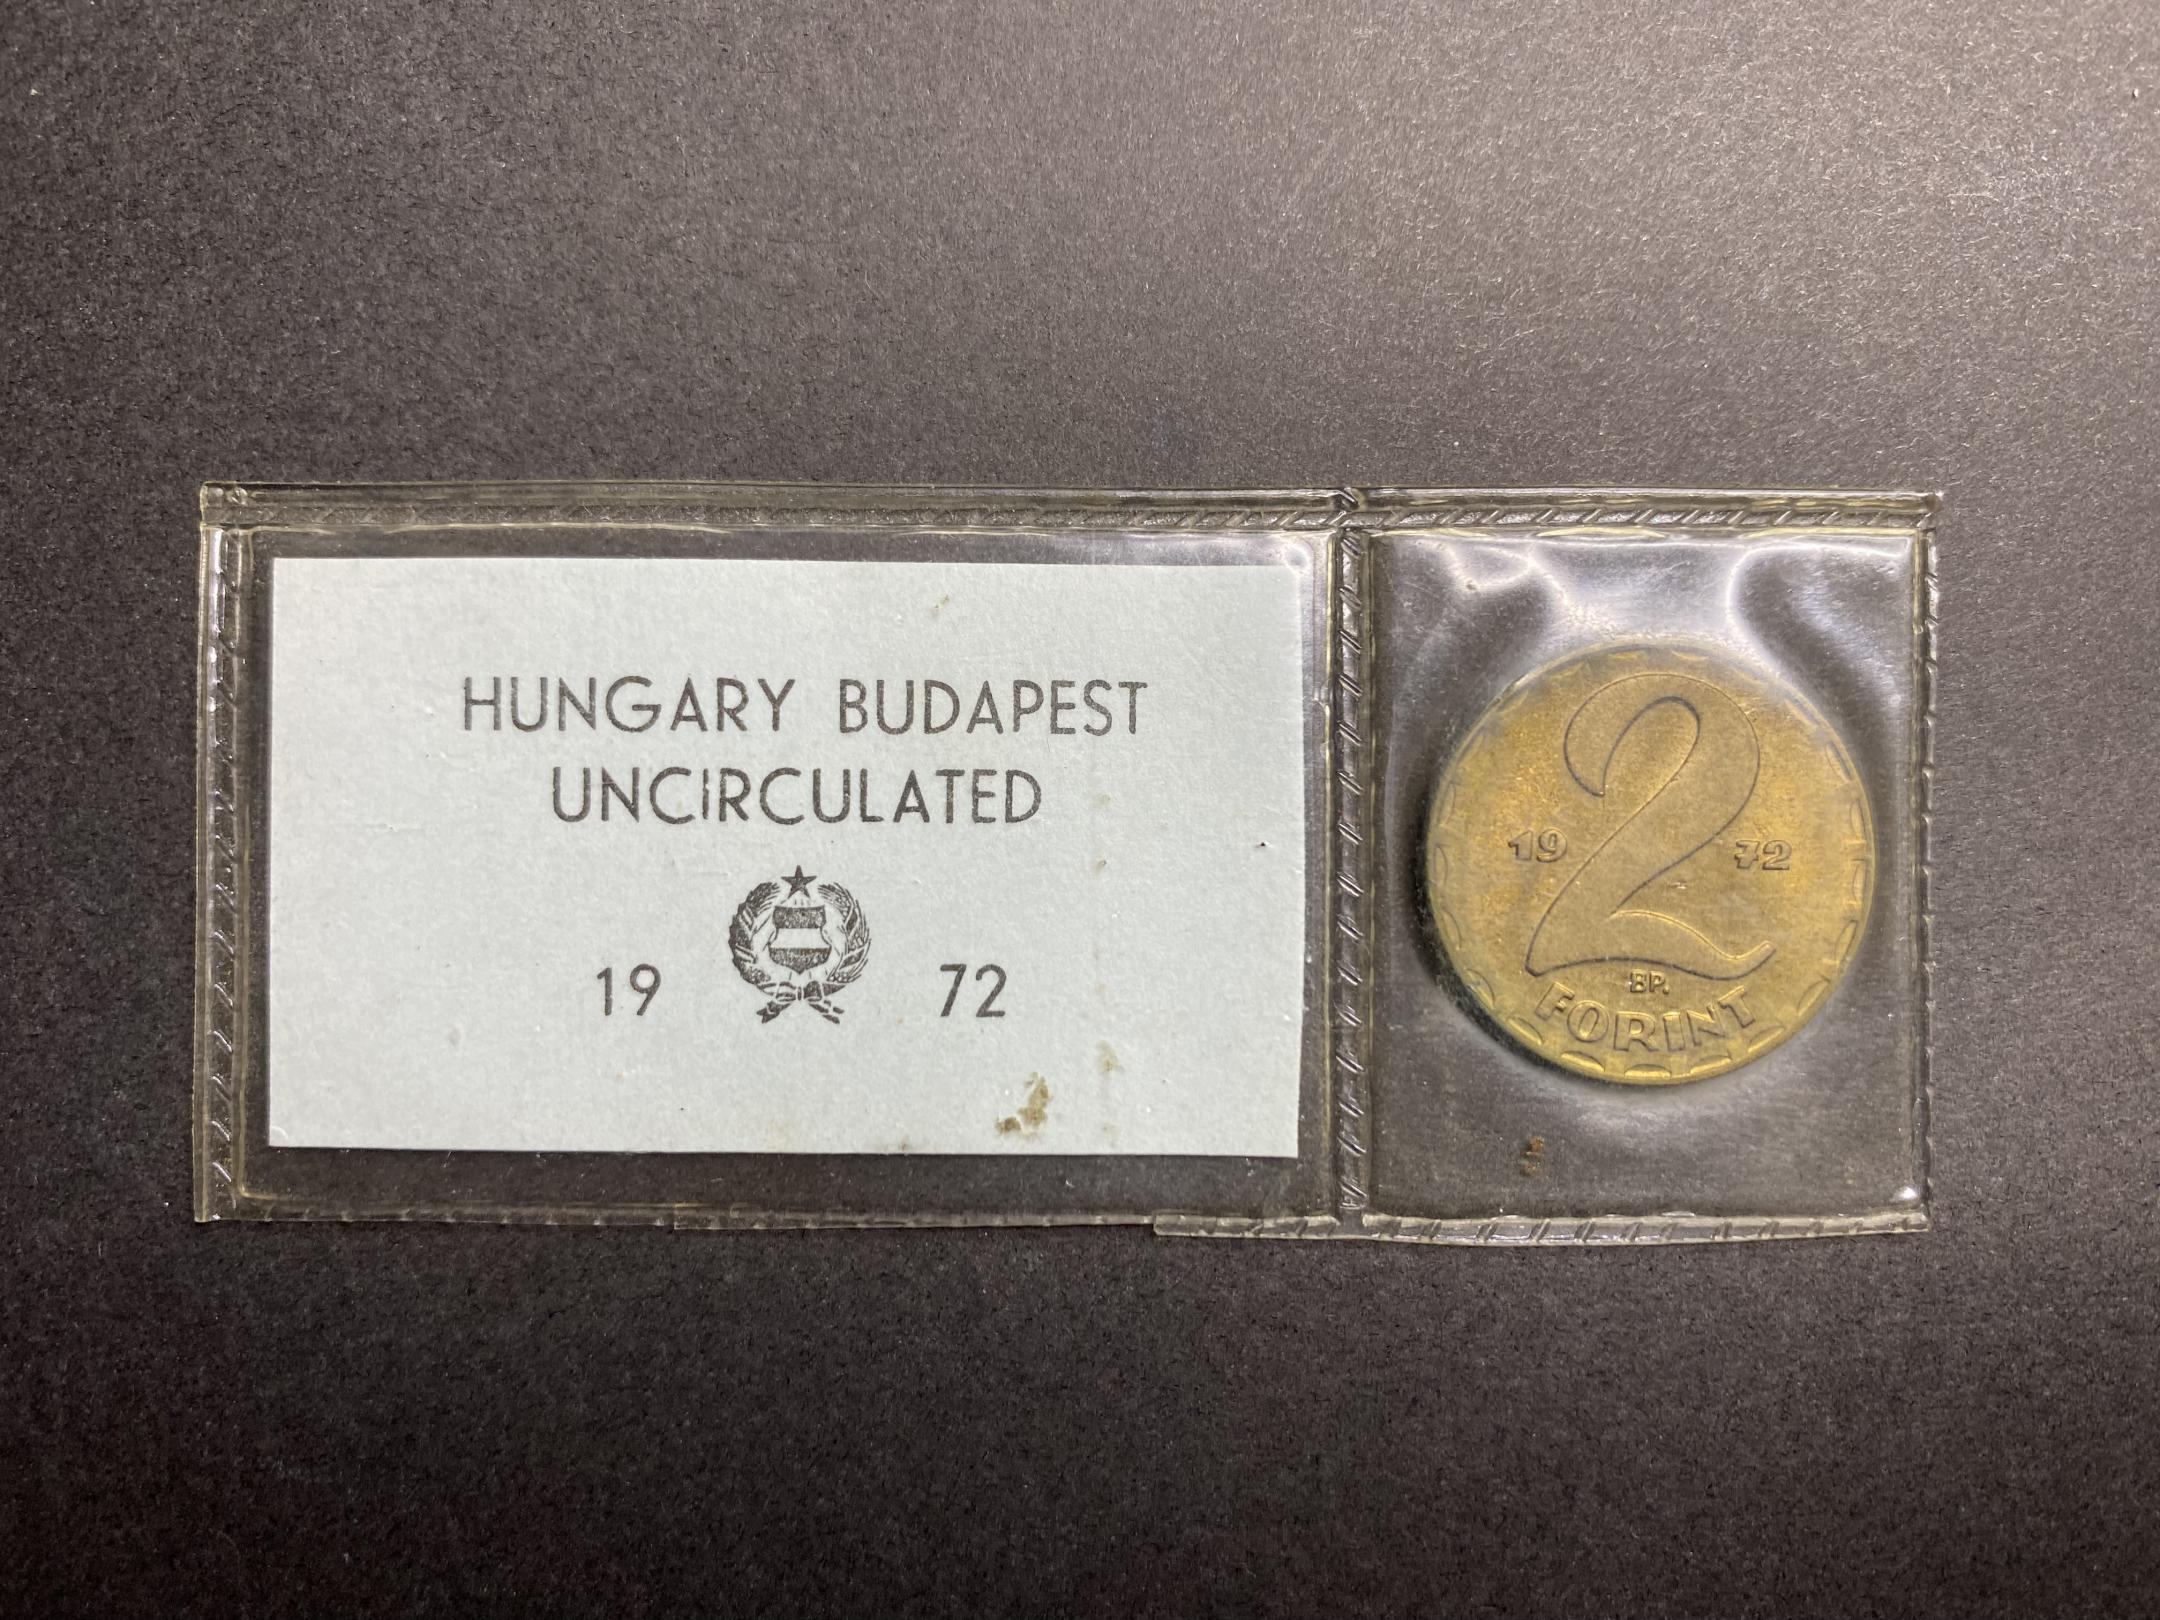 HUNGARY BUDAPEST
UNCIRCULATED
19 72
2
19 72
BP.
FORINT